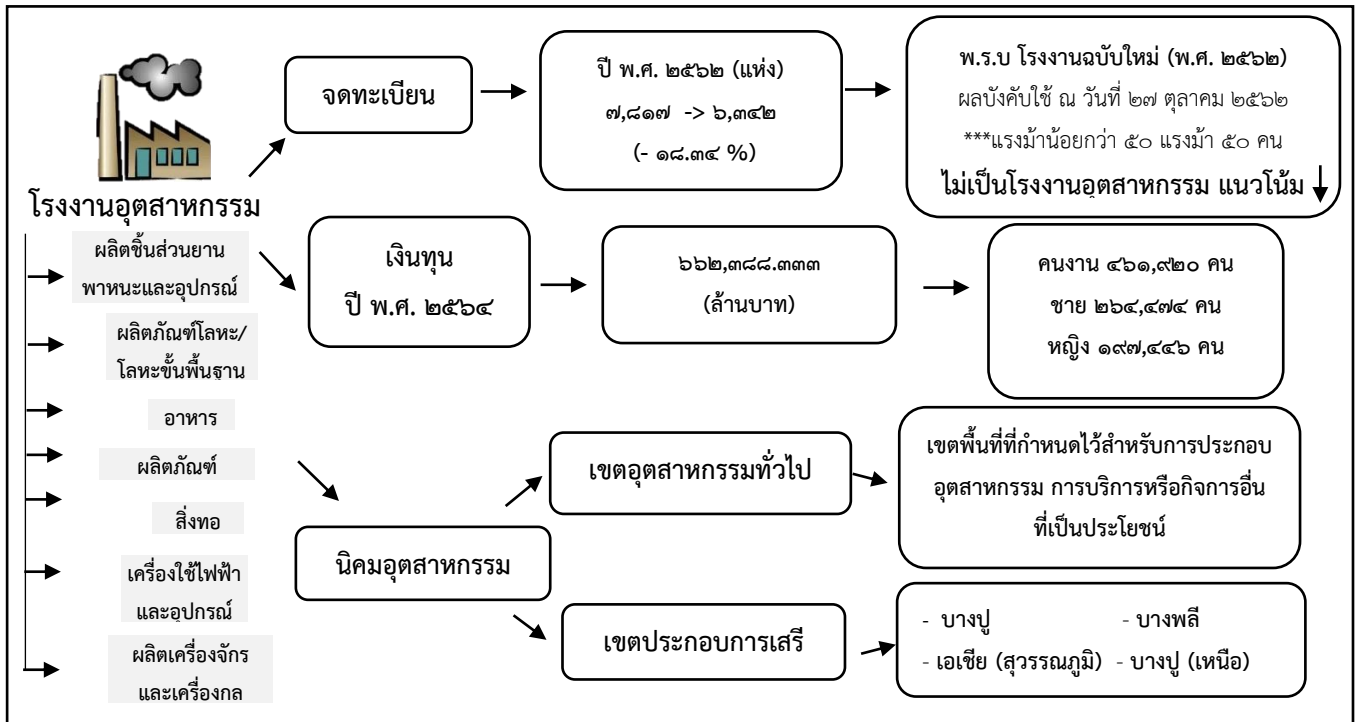 โรงงานอุตสาหกรรม
ผลิตชิ้นส่วนยาน
พาหนะและอุปกรณ์
ผลิตภัณฑ์โลหะ/
โลหะขั้นพื้นฐาน
อาหาร
ผลิตภัณฑ์
สิ่งทอ
เครื่องใช้ไฟฟ้า
และอุปกรณ์
ผลิตเครื่องจักร
และเครื่องกล
จดทะเบียน
ปี พ.ศ. ๒๕๖๒ (แห่ง)
๗,๘๑๗ -> ๖,๓๔๒
(- ๑๘.๓๔ %)
พ.ร.บ โรงงานฉบับใหม่ (พ.ศ. ๒๕๖๒)
ผลบังคับใช้ ณ วันที่ ๒๗ ตุลาคม ๒๕๖๒
***แรงม้าน้อยกว่า ๕๐ แรงม้า ๕๐ คน
ไม่เป็นโรงงานอุตสาหกรรม แนวโน้ม
เงินทุน
ปี พ.ศ. ๒๕๖๔
๖๖๒,๓๘๘.๓๓๓
(ล้านบาท)
คนงาน ๔๖๑,๙๒๐ คน
ชาย ๒๖๔,๔๗๔ คน
หญิง ๑๙๗,๔๔๖ คน
นิคมอุตสาหกรรม
เขตอุตสาหกรรมทั่วไป
เขตพื้นที่ที่กำหนดไว้สำหรับการประกอบ
อุตสาหกรรม การบริการหรือกิจการอื่น
ที่เป็นประโยชน์
เขตประกอบการเสรี
- บางปู - บางพลี
- เอเชีย (สุวรรณภูมิ) - บางปู (เหนือ)